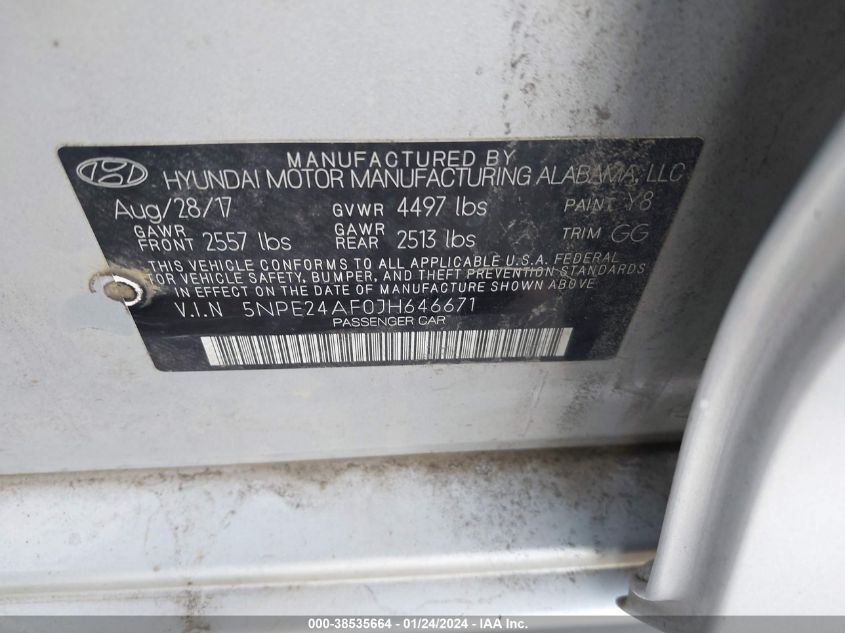 MANUFACTURED BY
HYUNDAI MOTOR MANUFACTURING ALABAMA, LLC
Aug/28/17 GVWR 4497 lbs PAINT Y8
GAWR FRONT 2557 lbs GAWR REAR 2513 lbs TRIM GG
THIS VEHICLE CONFORMS TO ALL APPLICABLE U.S.A. FEDERAL
MOTOR VEHICLE SAFETY, BUMPER, AND THEFT PREVENTION STANDARDS
IN EFFECT ON THE DATE OF MANUFACTURE SHOWN ABOVE.
V.I.N 5NPE24AF0JH646671
PASSENGER CAR
000-38535664 - 01/24/2024 - IAA Inc.